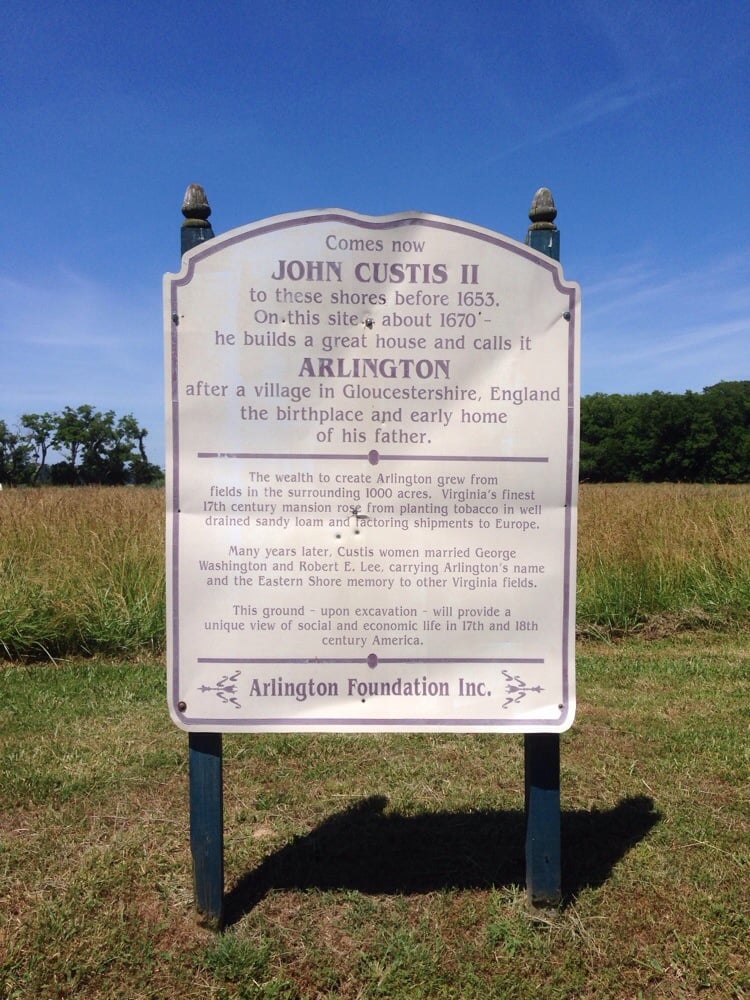 Comes now
JOHN CUSTIS II
to these shores before 1653.
On this site - about 1670 -
he builds a great house and calls it
ARLINGTON
after a village in Gloucestershire, England
the birthplace and early home
of his father.
The wealth to create Arlington grew from
fields in the surrounding 1000 acres. Virginia's finest
17th century mansion rose from planting tobacco in well
drained sandy loam and factoring shipments to Europe.
Many years later, Custis women married George
Washington and Robert E. Lee, carrying Arlington's name
and the Eastern Shore memory to other Virginia fields.
This ground - upon excavation - will provide a
unique view of social and economic life in 17th and 18th
century America.
Arlington Foundation Inc.